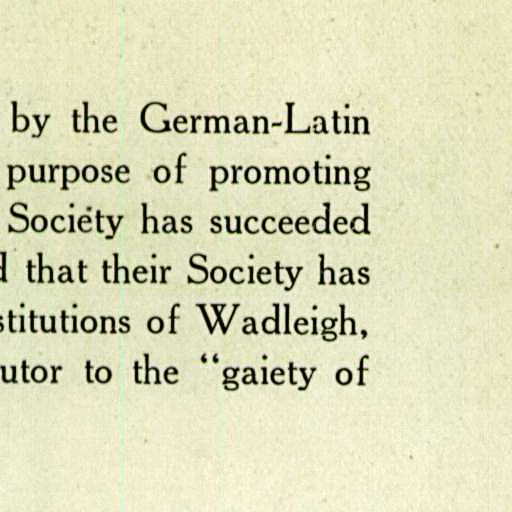 by the German-Latin
purpose of promoting
Society has succeeded
that their Society has
stitutions of Wadleigh,
utor to the “gaiety of